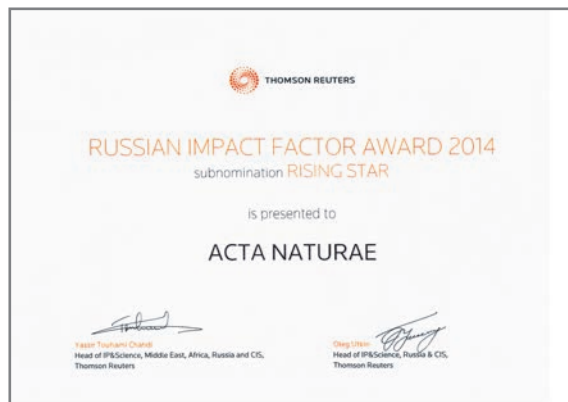 THOMSON REUTERS
RUSSIAN IMPACT FACTOR AWARD 2014
subnomination RISING STAR
is presented to
ACTA NATURAE
Yassin Touhami Chahdi
Head of IP&Science, Middle East, Africa, Russia and CIS,
Thomson Reuters
Oleg Utkin
Head of IP&Science, Russia & CIS,
Thomson Reuters